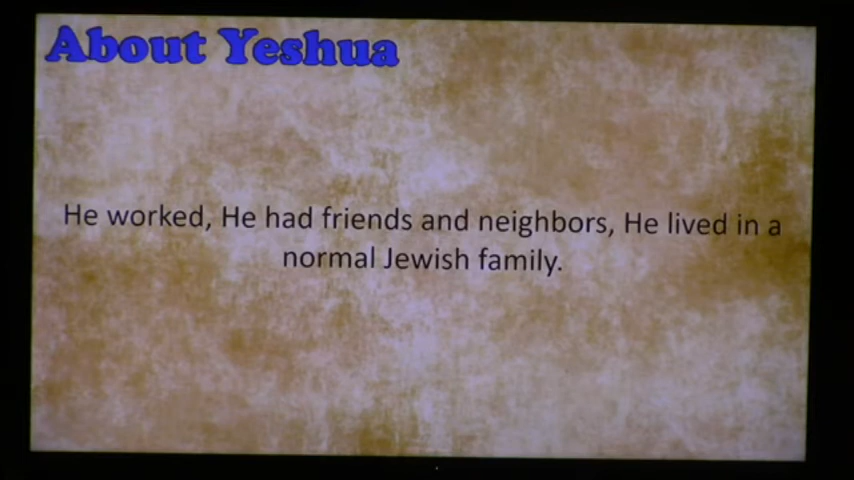 About Yeshua
He worked, He had friends and neighbors, He lived in a
normal Jewish family.